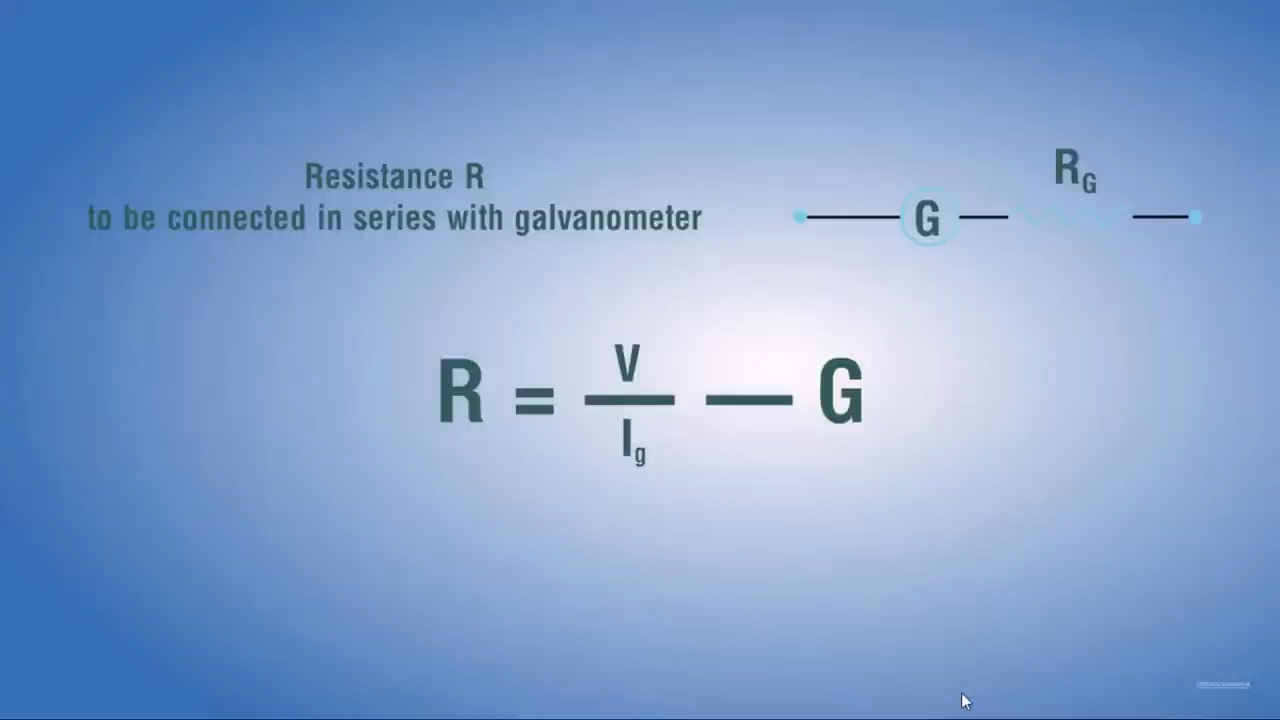 Resistance R
to be connected in series with galvanometer
R_G
G
R = V/I_g — G